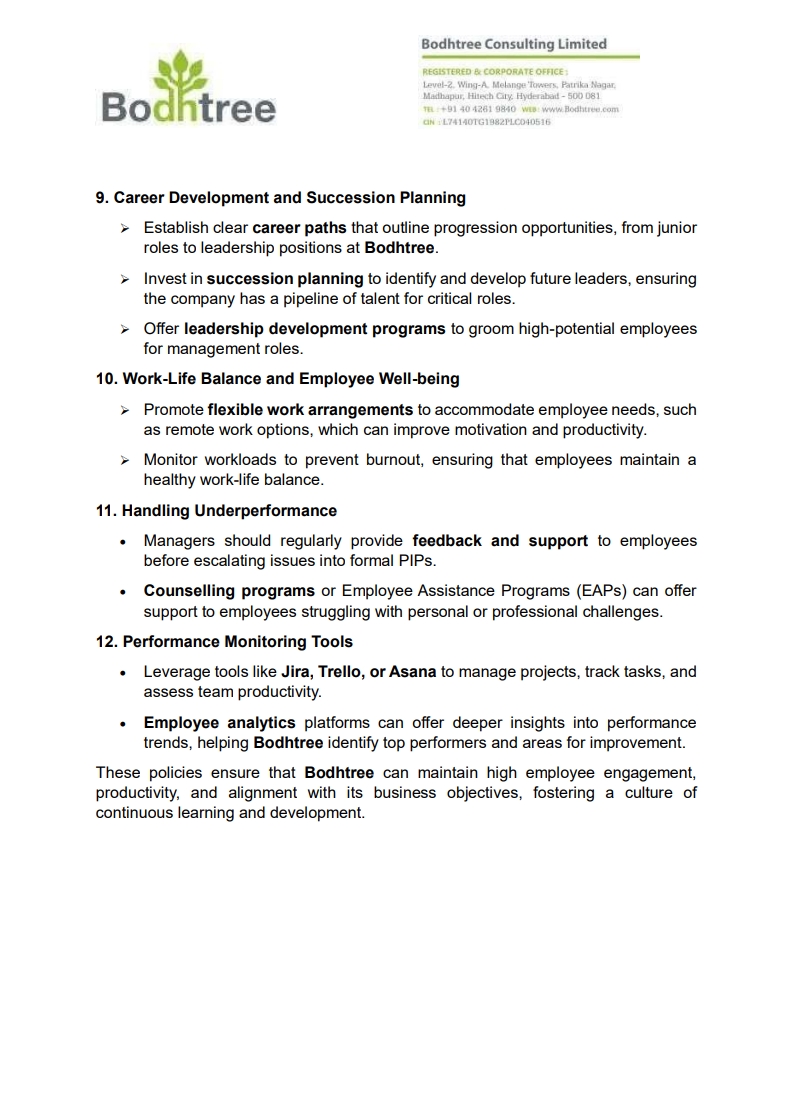 Bodhtree
Bodhtree Consulting Limited
REGISTERED & CORPORATE OFFICE :
Level-2, Wing-A, Melange Towers, Patrika Nagar,
Madhapur, Hitech City, Hyderabad - 500 081
TEL : +91 40 4261 9840 WEB: www.Bodhtree.com
CIN : L74140TG1982PLC040516
9. Career Development and Succession Planning
➢ Establish clear career paths that outline progression opportunities, from junior
roles to leadership positions at Bodhtree.
➢ Invest in succession planning to identify and develop future leaders, ensuring
the company has a pipeline of talent for critical roles.
➢ Offer leadership development programs to groom high-potential employees
for management roles.
10. Work-Life Balance and Employee Well-being
➢ Promote flexible work arrangements to accommodate employee needs, such
as remote work options, which can improve motivation and productivity.
➢ Monitor workloads to prevent burnout, ensuring that employees maintain a
healthy work-life balance.
11. Handling Underperformance
• Managers should regularly provide feedback and support to employees
before escalating issues into formal PIPs.
• Counselling programs or Employee Assistance Programs (EAPs) can offer
support to employees struggling with personal or professional challenges.
12. Performance Monitoring Tools
• Leverage tools like Jira, Trello, or Asana to manage projects, track tasks, and
assess team productivity.
• Employee analytics platforms can offer deeper insights into performance
trends, helping Bodhtree identify top performers and areas for improvement.
These policies ensure that Bodhtree can maintain high employee engagement,
productivity, and alignment with its business objectives, fostering a culture of
continuous learning and development.